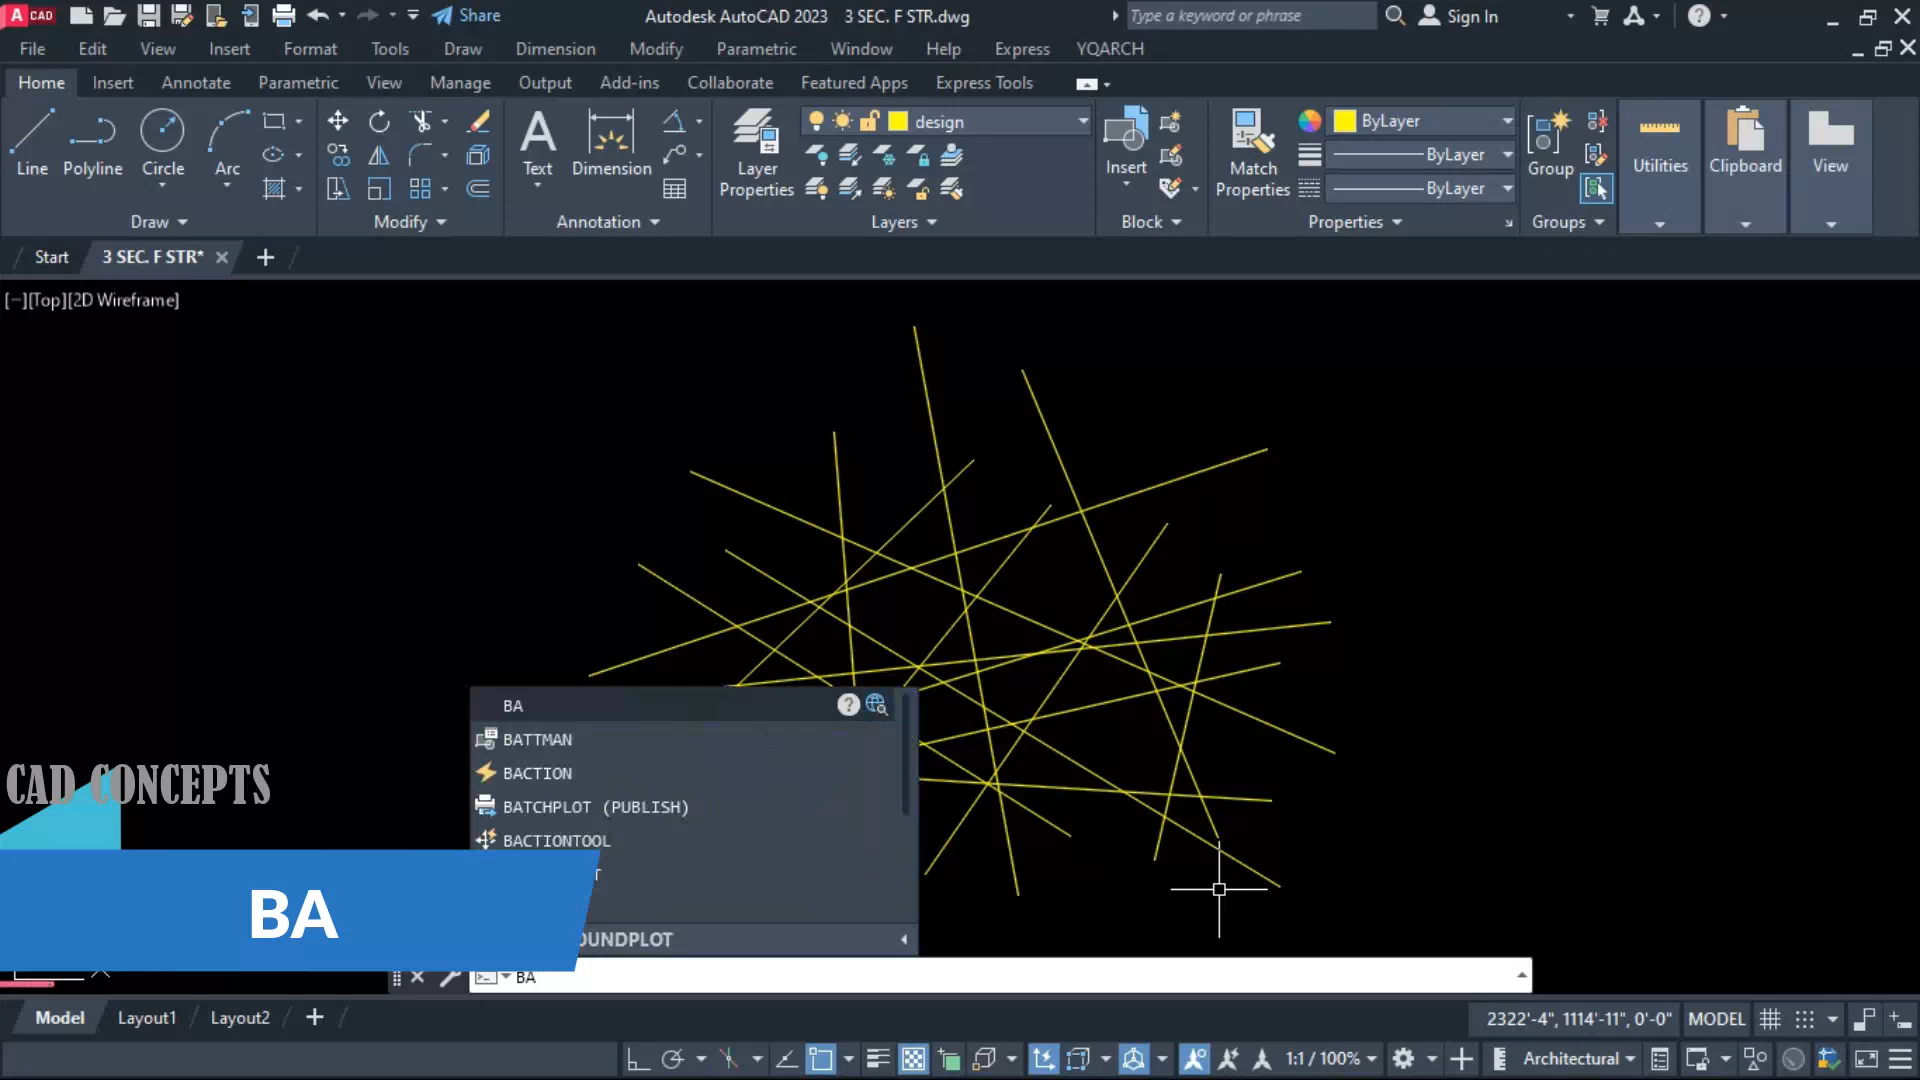 A CAD
Share
Autodesk AutoCAD 2023 3 SEC. F STR.dwg
Type a keyword or phrase
Sign In
File Edit View Insert Format Tools Draw Dimension Modify Parametric Window Help Express YQARCH
Home Insert Annotate Parametric View Manage Output Add-ins Collaborate Featured Apps Express Tools
Line Polyline Circle Arc
Draw
Modify
Text Dimension
Annotation
Layer Properties
design
Layers
Insert
Block
Match Properties
ByLayer
ByLayer
ByLayer
Properties
Group
Groups
Utilities
Clipboard
View
Start 3 SEC. F STR*
[−][Top][2D Wireframe]
BA
BATTMAN
BACTION
BATCHPLOT (PUBLISH)
BACTIONTOOL
OUNDPLOT
CAD CONCEPTS
BA
BA
Model Layout1 Layout2
2322'-4", 1114'-11", 0'-0" MODEL
1:1 / 100% Architectural